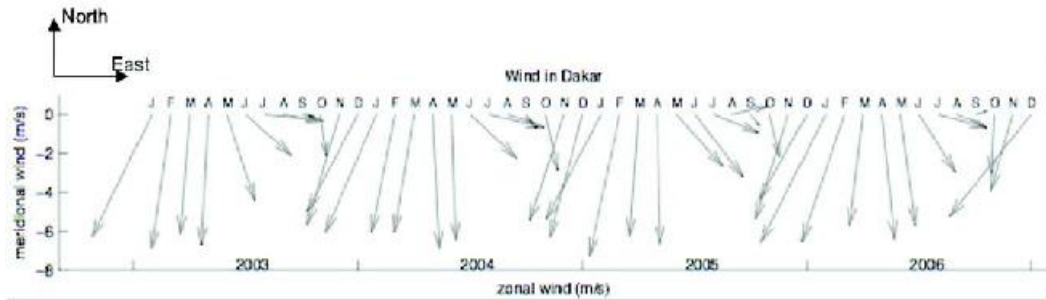 North
East
Wind in Dakar
J F M A M J J A S O N D J F M A M J J A S O N D J F M A M J J A S O N D J F M A M J J A S O N D
meridional wind (m/s)
0
−2
−4
−6
−8
2003 2004 2005 2006
zonal wind (m/s)